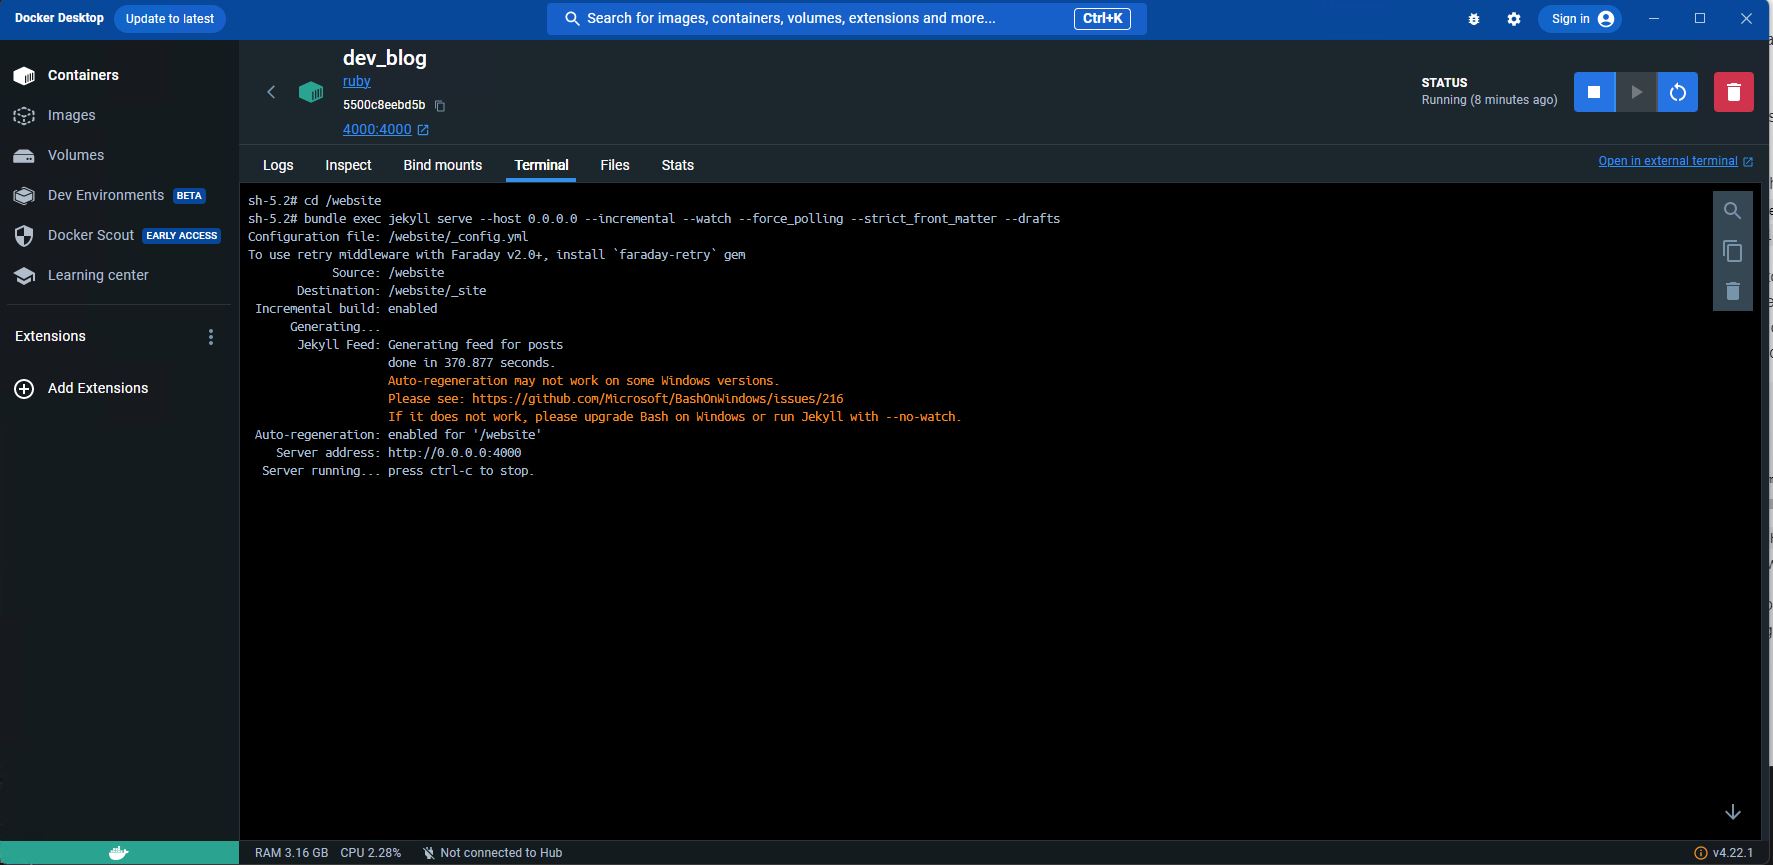 Docker Desktop Update to latest Search for images, containers, volumes, extensions and more... Ctrl+K Sign in
Containers
Images
Volumes
Dev Environments BETA
Docker Scout EARLY ACCESS
Learning center
Extensions
Add Extensions
dev_blog
ruby
5500c8eebd5b
4000:4000
STATUS
Running (8 minutes ago)
Logs Inspect Bind mounts Terminal Files Stats
Open in external terminal
sh-5.2# cd /website
sh-5.2# bundle exec jekyll serve --host 0.0.0.0 --incremental --watch --force_polling --strict_front_matter --drafts
Configuration file: /website/_config.yml
To use retry middleware with Faraday v2.0+, install `faraday-retry` gem
Source: /website
Destination: /website/_site
Incremental build: enabled
Generating...
Jekyll Feed: Generating feed for posts
done in 370.877 seconds.
Auto-regeneration may not work on some Windows versions.
Please see: https://github.com/Microsoft/BashOnWindows/issues/216
If it does not work, please upgrade Bash on Windows or run Jekyll with --no-watch.
Auto-regeneration: enabled for '/website'
Server address: http://0.0.0.0:4000
Server running... press ctrl-c to stop.
RAM 3.16 GB CPU 2.28% Not connected to Hub
v4.22.1